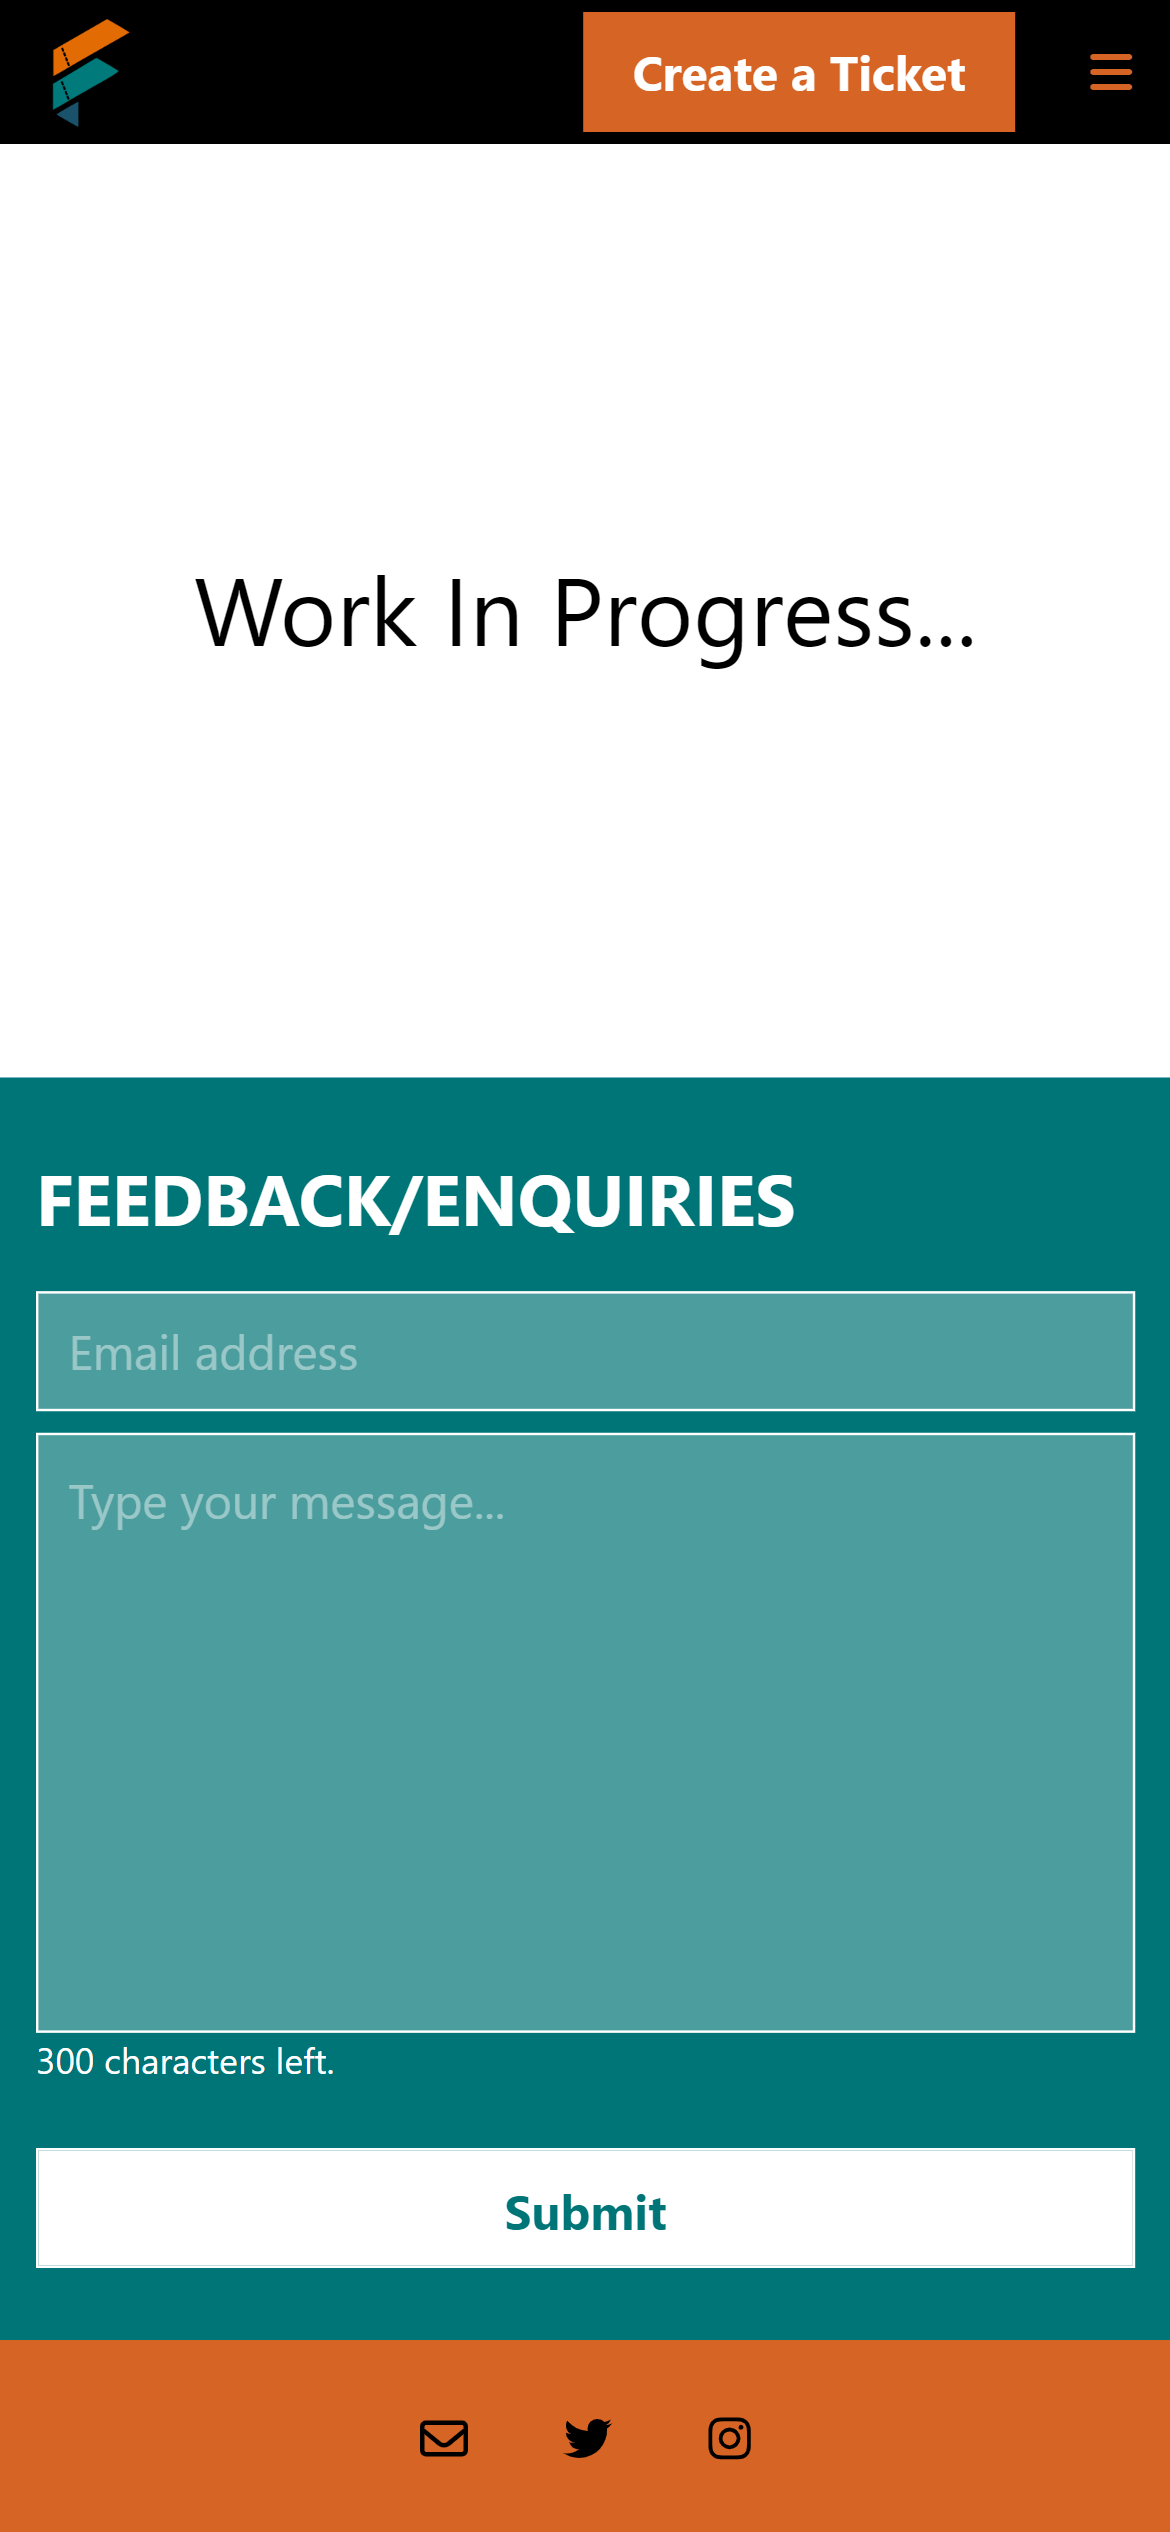 Create a Ticket
Work In Progress...
FEEDBACK/ENQUIRIES
Email address
Type your message...
300 characters left.
Submit